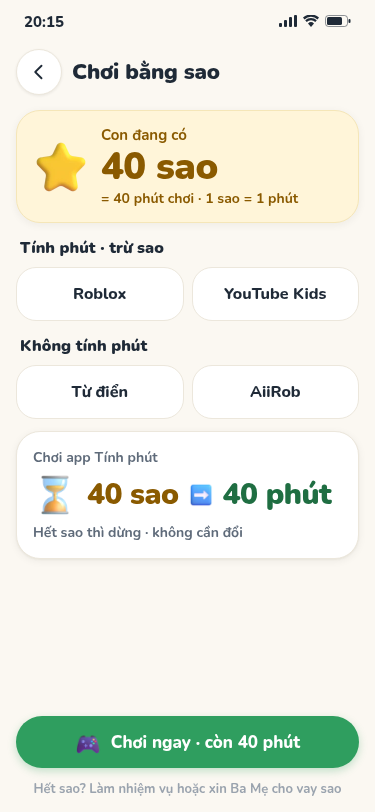 20:15
Chơi bằng sao
Con đang có
40 sao
= 40 phút chơi · 1 sao = 1 phút
Tính phút · trừ sao
Roblox
YouTube Kids
Không tính phút
Từ điển
AiiRob
Chơi app Tính phút
40 sao ➡️ 40 phút
Hết sao thì dừng · không cần đổi
Chơi ngay · còn 40 phút
Hết sao? Làm nhiệm vụ hoặc xin Ba Mẹ cho vay sao